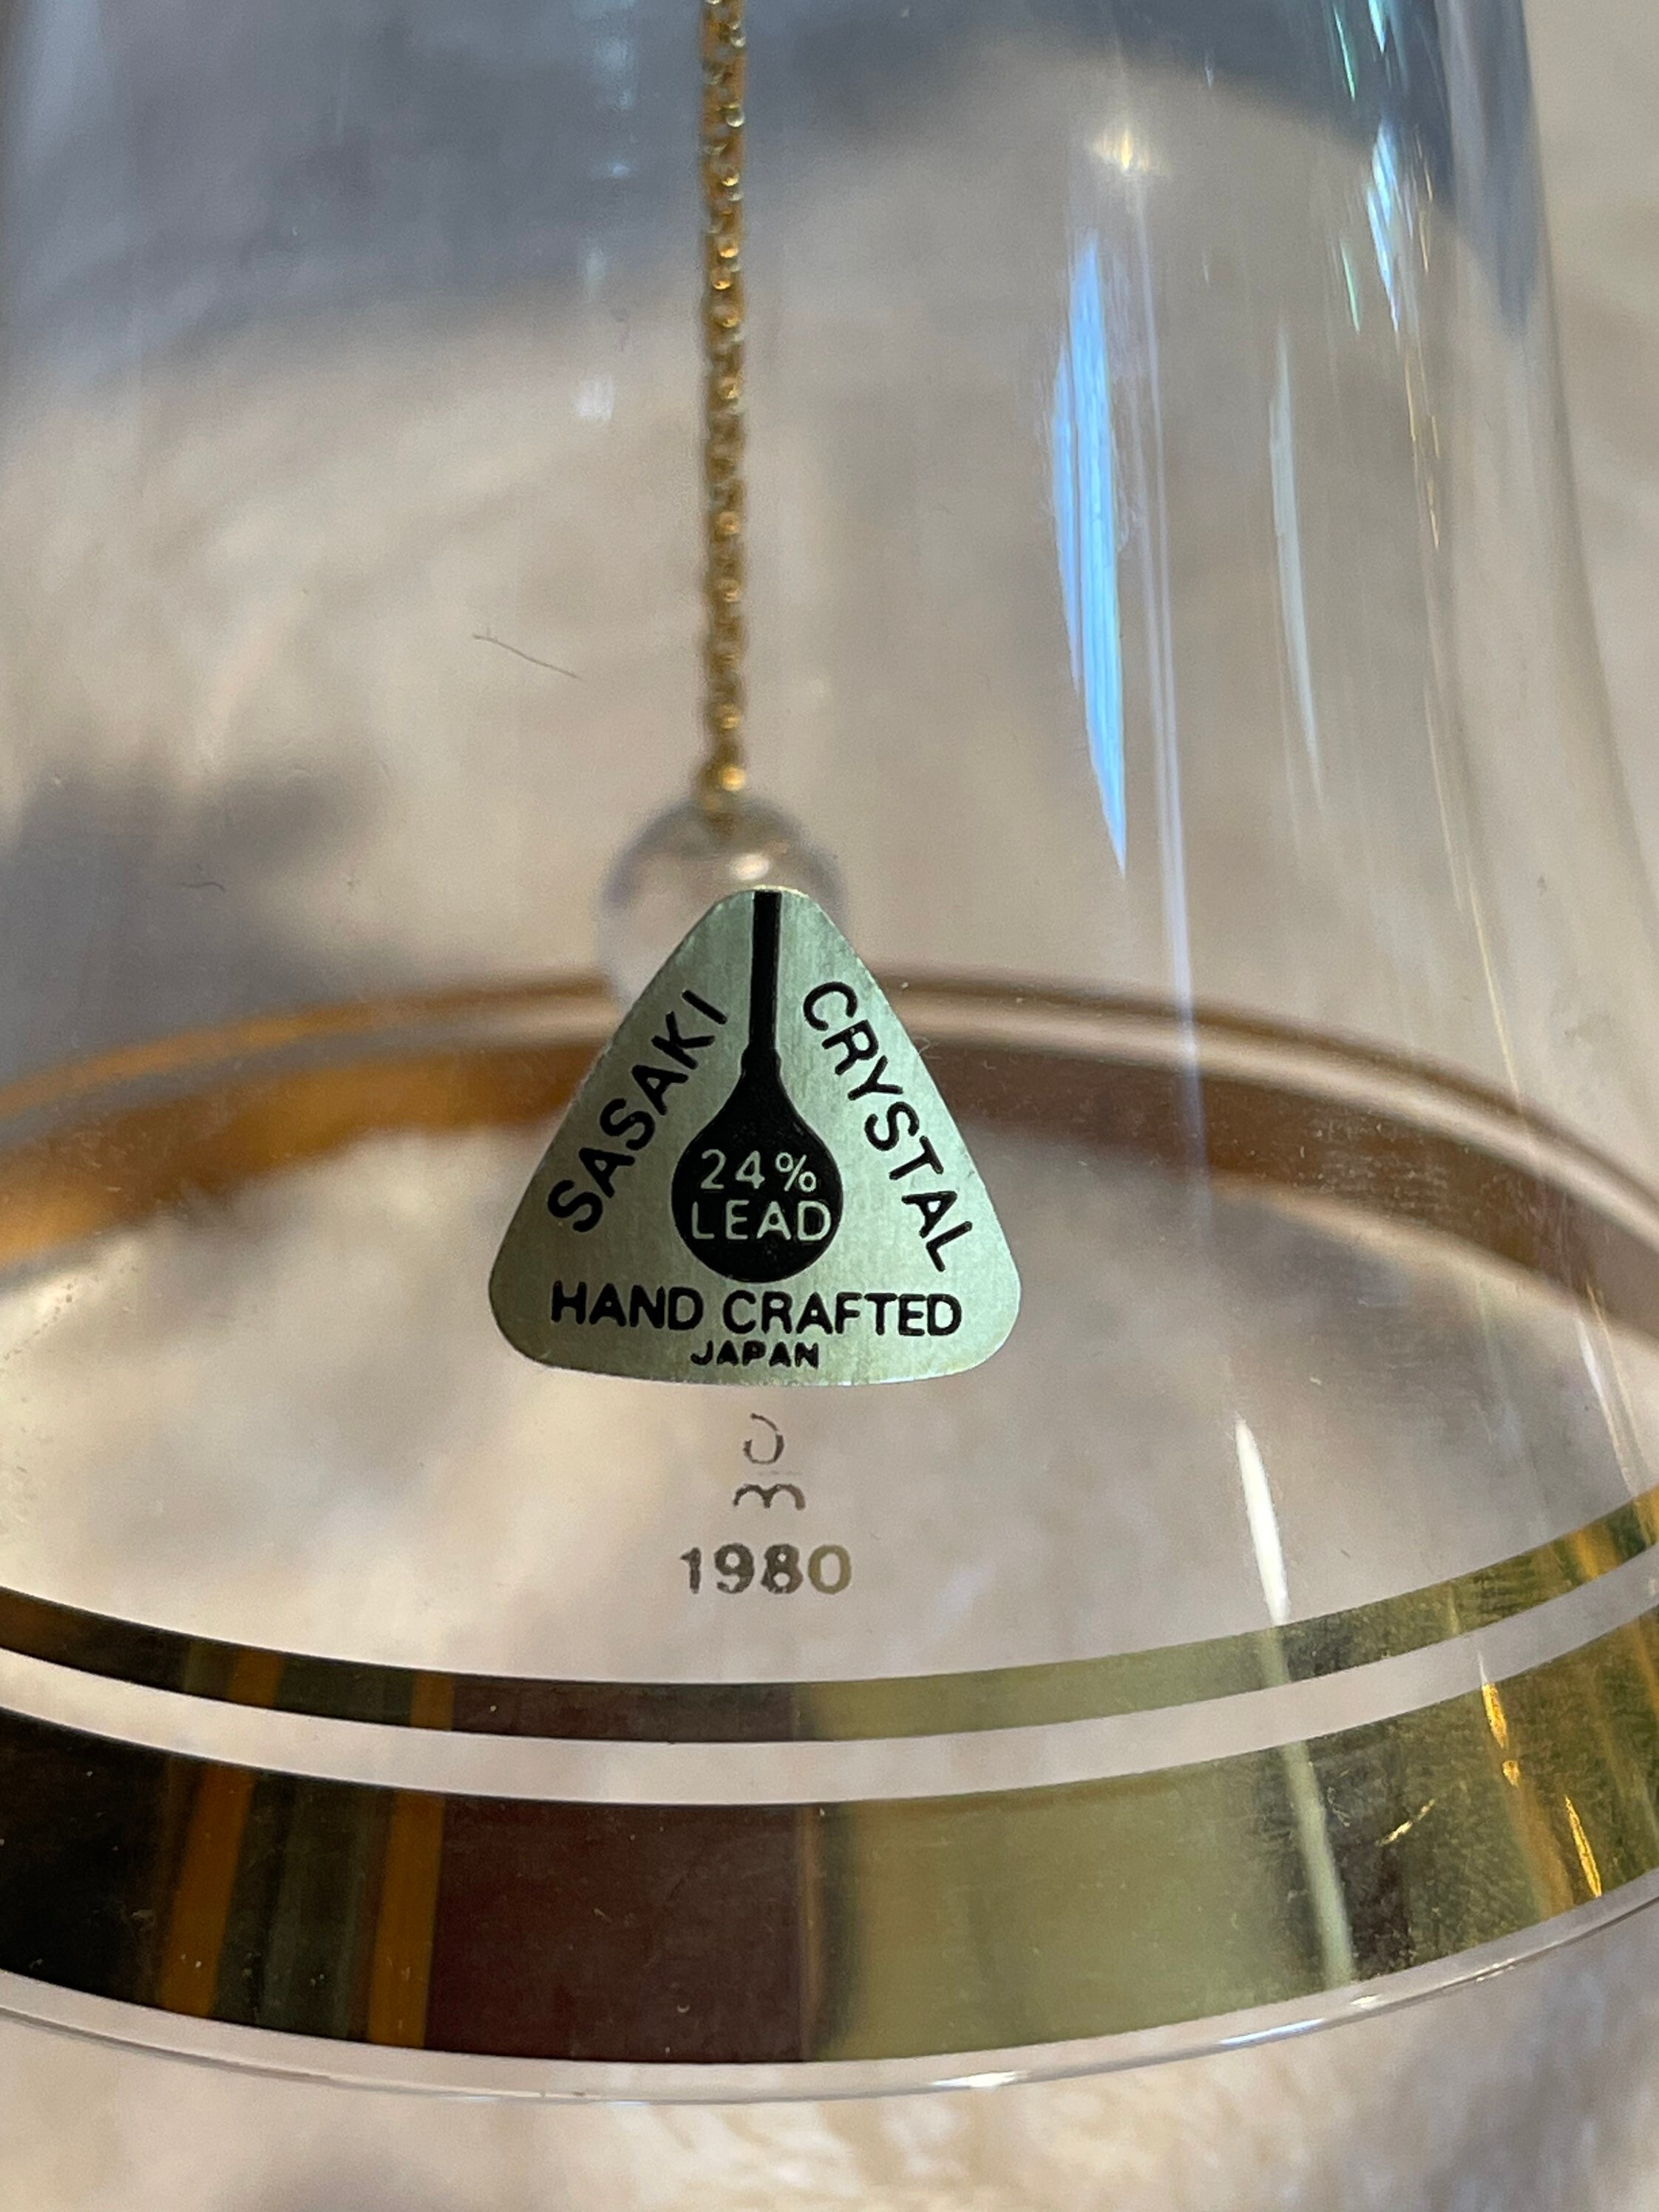 SASAKI
CRYSTAL
24%
LEAD
HAND CRAFTED
JAPAN
1980